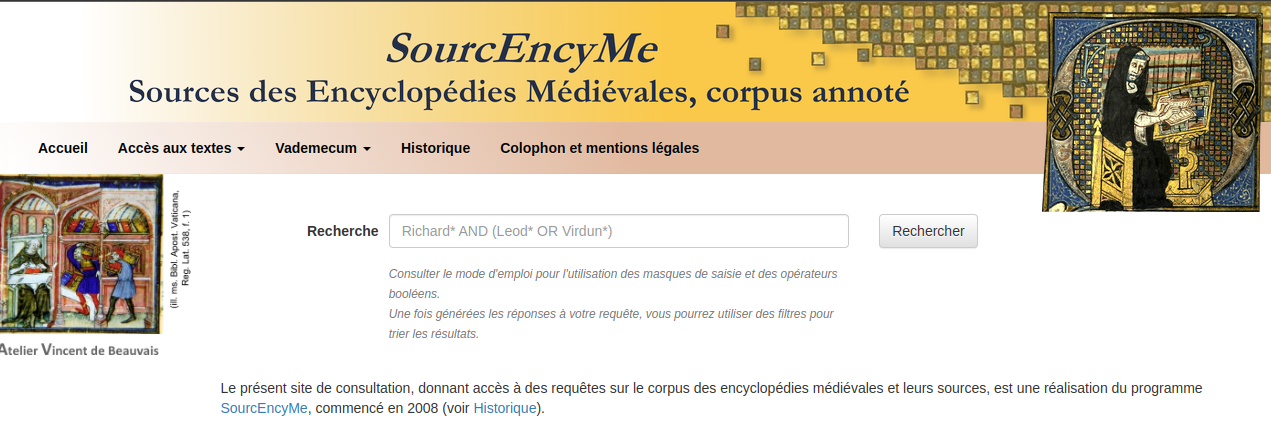 SourcEncyMe
Sources des Encyclopédies Médiévales, corpus annoté
Accueil Accès aux textes Vademecum Historique Colophon et mentions légales
(ill. ms. Bibl. Apost. Vaticana,
Reg. Lat. 538, f. 1)
Atelier Vincent de Beauvais
Recherche Richard* AND (Leod* OR Virdun*) Rechercher
Consulter le mode d'emploi pour l'utilisation des masques de saisie et des opérateurs
booléens.
Une fois générées les réponses à votre requête, vous pourrez utiliser des filtres pour
trier les résultats.
Le présent site de consultation, donnant accès à des requêtes sur le corpus des encyclopédies médiévales et leurs sources, est une réalisation du programme
SourcEncyMe, commencé en 2008 (voir Historique).